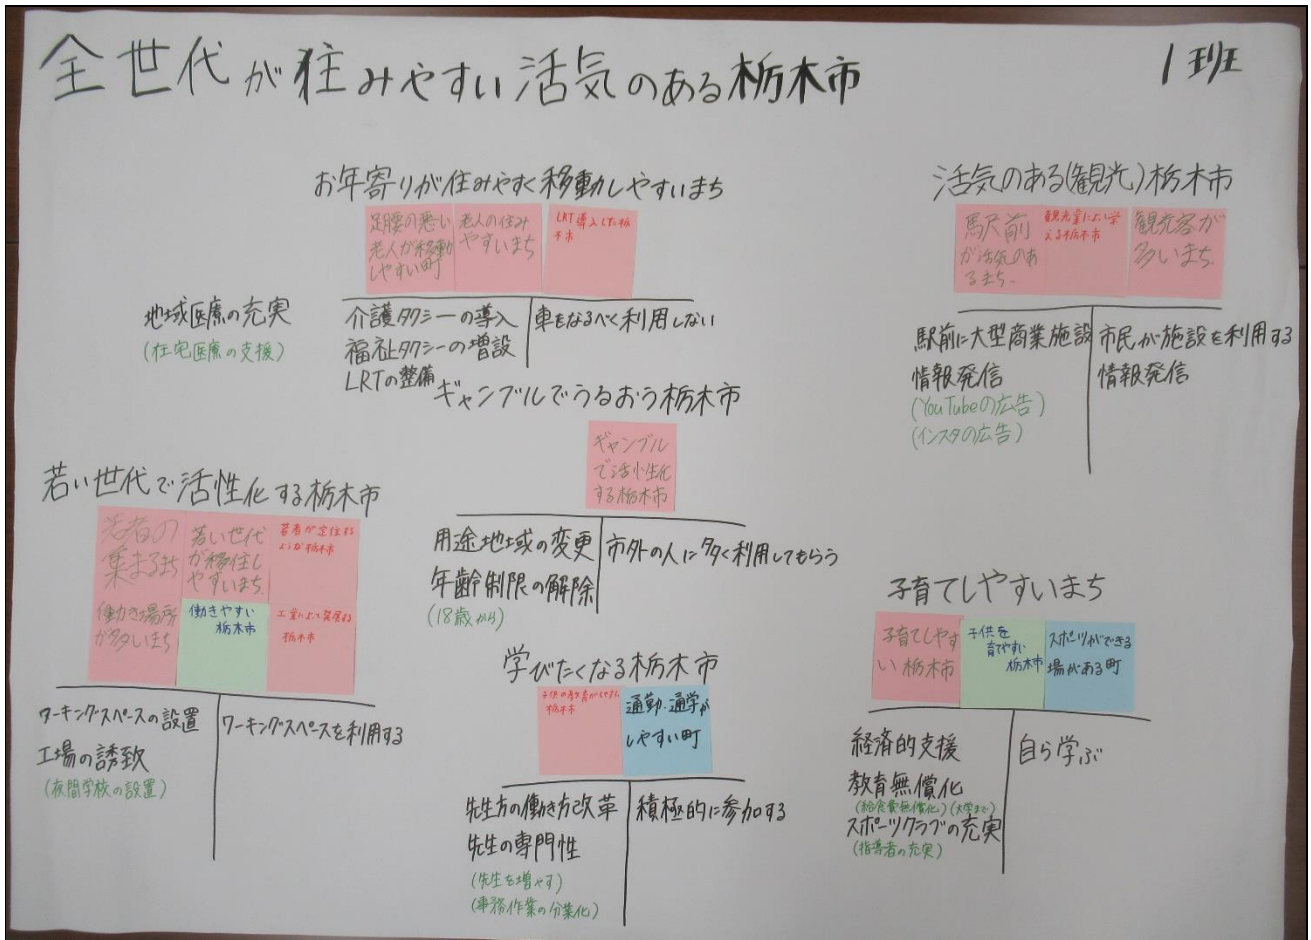 全世代が住みやすい活気のある栃木市
1班
お年寄りが住みやすく移動しやすいまち
足腰の悪い
老人が移動
しやすい町
老人の住み
やすいまち
LRT導入した栃
木市
地域医療の充実
(在宅医療の支援)
介護タクシーの導入
福祉タクシーの増設
LRTの整備
車をなるべく利用しない
活気のある(観光)栃木市
駅前
が活気のあ
るまち.
観光業によい栄
える栃木市
観光客が
多いまち.
駅前に大型商業施設
情報発信
(YouTubeの広告)
(インスタの広告)
市民が施設を利用する
情報発信
ギャンブルでうるおう栃木市
ギャンブル
で活性化
する栃木市
用途地域の変更
年齢制限の解除
(18歳から)
市外の人に多く利用してもらう
若い世代で活性化する栃木市
若者の
集まるまち
若い世代
が移住し
やすいまち.
若者が定住する
ような栃木市
働き場所
が多いまち
働きやすい
栃木市
工業によって発展する
栃木市
ワーキングスペースの設置
工場の誘致
(夜間学校の設置)
ワーキングスペースを利用する
学びたくなる栃木市
子供の教育がしやすい
栃木市
通勤・通学が
しやすい町
先生方の働き方改革
先生の専門性
(先生を増やす)
(事務作業の分業化)
積極的に参加する
子育てしやすいまち
子育てしやす
い栃木市
子供を
育てやすい
栃木市
スポーツができる
場がある町
経済的支援
教育無償化
(給食費無償化)(大学まで)
スポーツクラブの充実
(指導者の充実)
自ら学ぶ